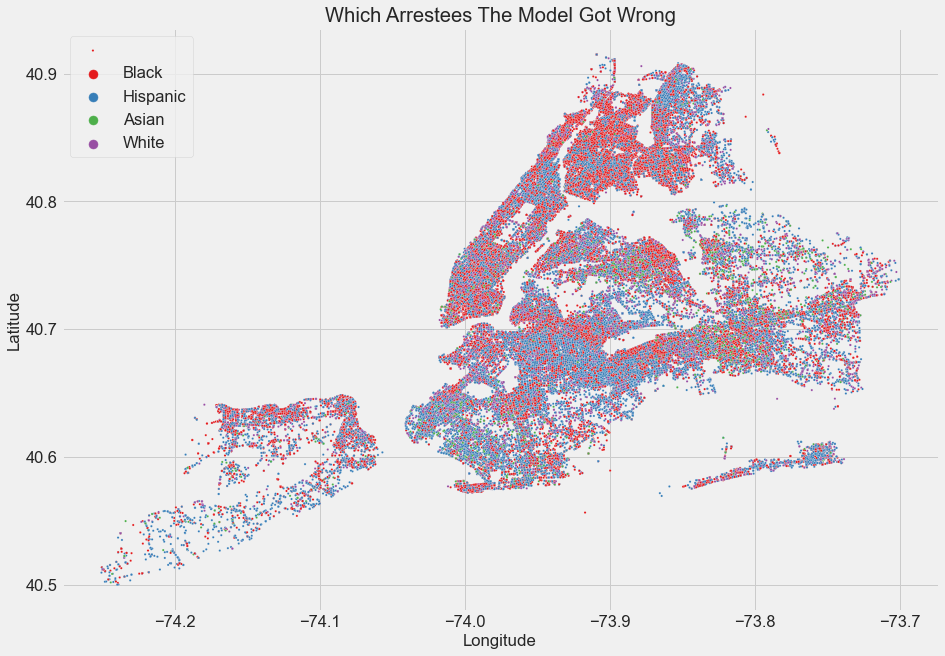 Which Arrestees The Model Got Wrong
Black
Hispanic
Asian
White
40.9
40.8
40.7
40.6
40.5
Latitude
−74.2
−74.1
−74.0
−73.9
−73.8
−73.7
Longitude